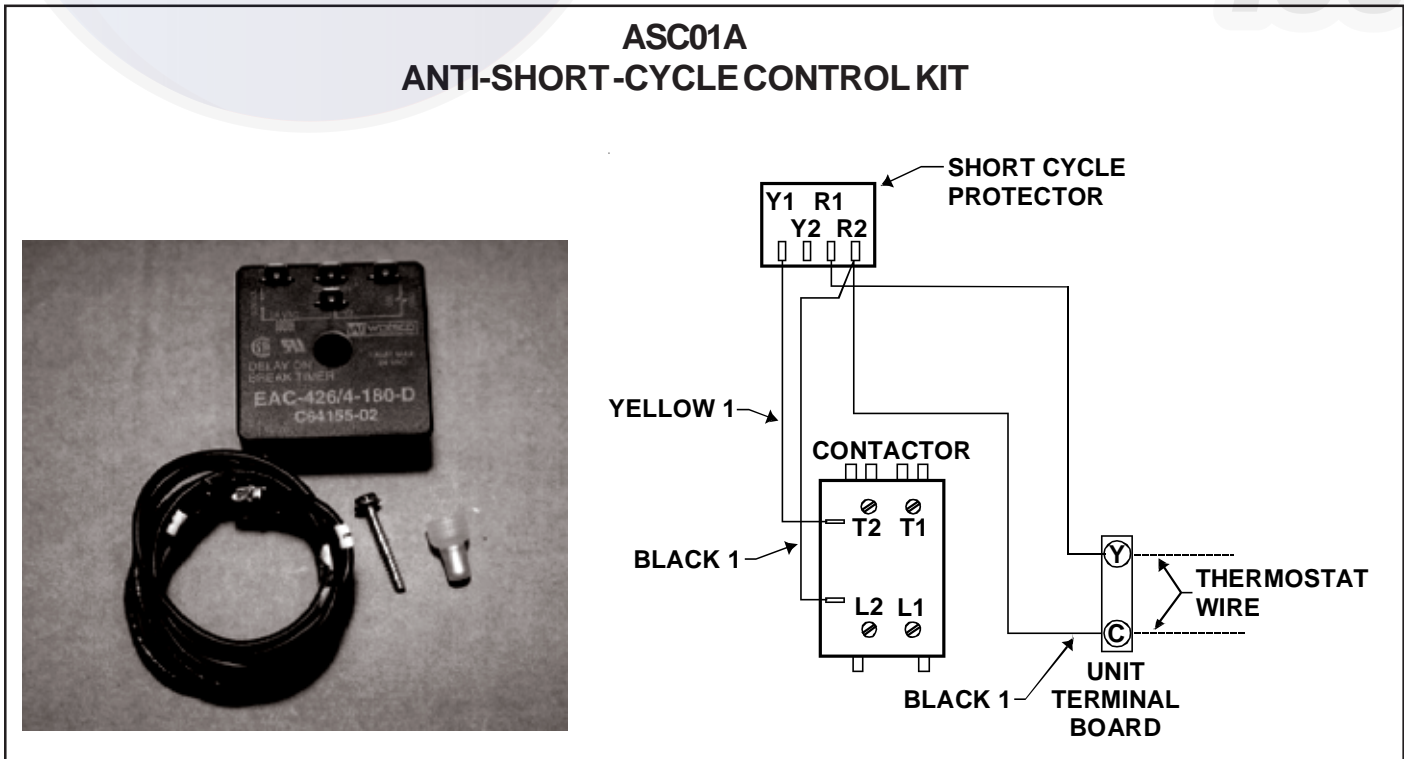 ASC01A
ANTI-SHORT-CYCLE CONTROL KIT
DELAY ON
BREAK TIMER
EAC-426/4-180-D
C64155-02
SHORT CYCLE
PROTECTOR
Y1 R1
Y2 R2
YELLOW 1
CONTACTOR
T2 T1
BLACK 1
L2 L1
Y
THERMOSTAT
WIRE
C
BLACK 1
UNIT
TERMINAL
BOARD